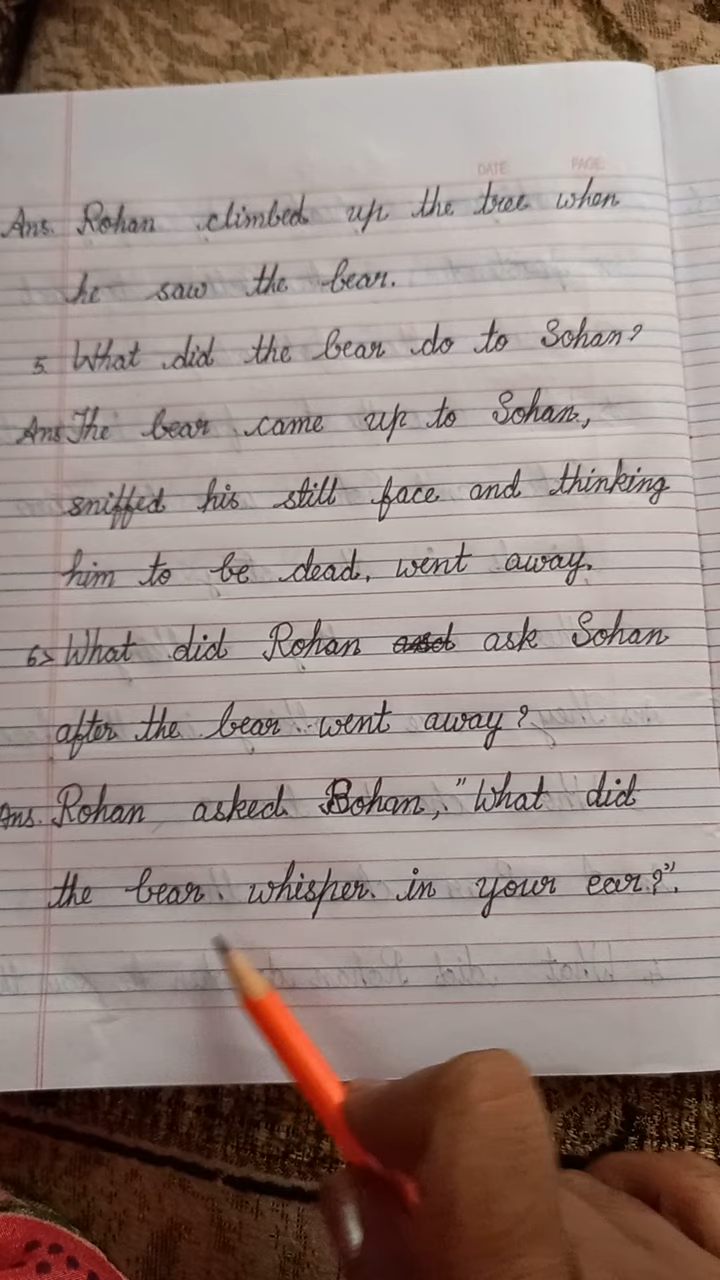 DATE PAGE
Ans. Rohan climbed up the tree when
he saw the bear.
5. What did the bear do to Sohan?
Ans The bear came up to Sohan,
sniffed his still face and thinking
him to be dead, went away.
6> What did Rohan ask Sohan
after the bear went away?
Ans. Rohan asked Bohan, "What did
the bear whisper in your ear?".